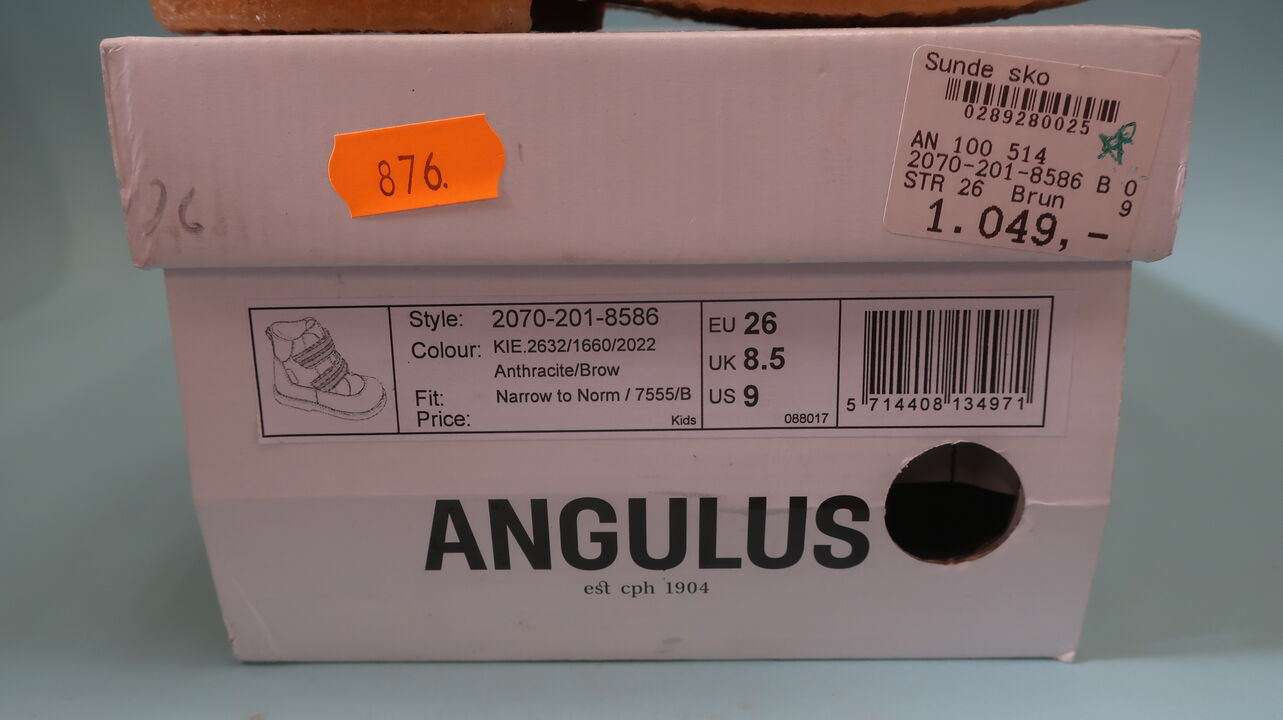 Sunde sko
0289280025
AN 100 514
2070-201-8586 B 0
STR 26 Brun 9
1.049,-
876.
26
Style: 2070-201-8586
Colour: KIE.2632/1660/2022
Anthracite/Brow
Fit: Narrow to Norm / 7555/B
Price:
Kids
EU 26
UK 8.5
US 9
088017
5 714408 134971
ANGULUS
est cph 1904